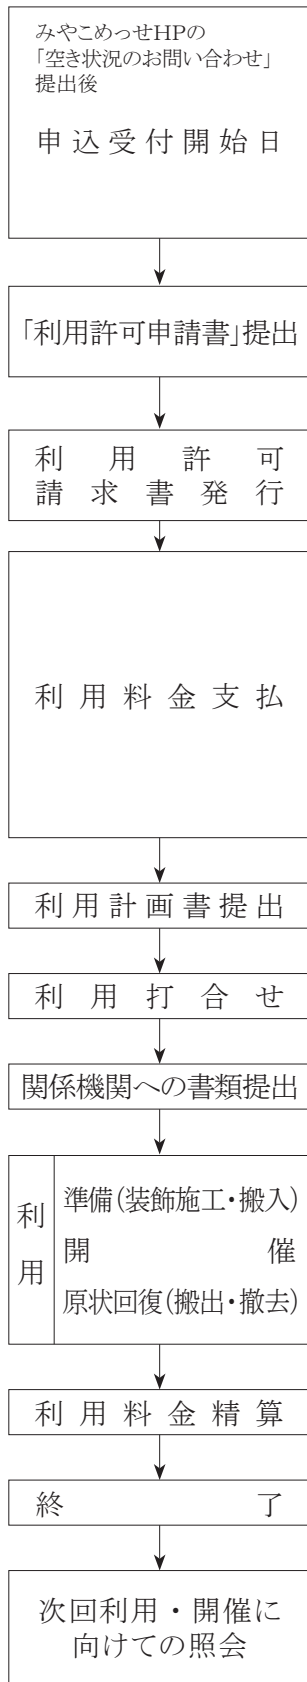 みやこめっせHPの
「空き状況のお問い合わせ」
提出後
申込受付開始日
「利用許可申請書」提出
利用許可
請求書発行
利用料金支払
利用計画書提出
利用打合せ
関係機関への書類提出
利用
準備(装飾施工・搬入)
開催
原状回復(搬出・撤去)
利用料金精算
終了
次回利用・開催に
向けての照会